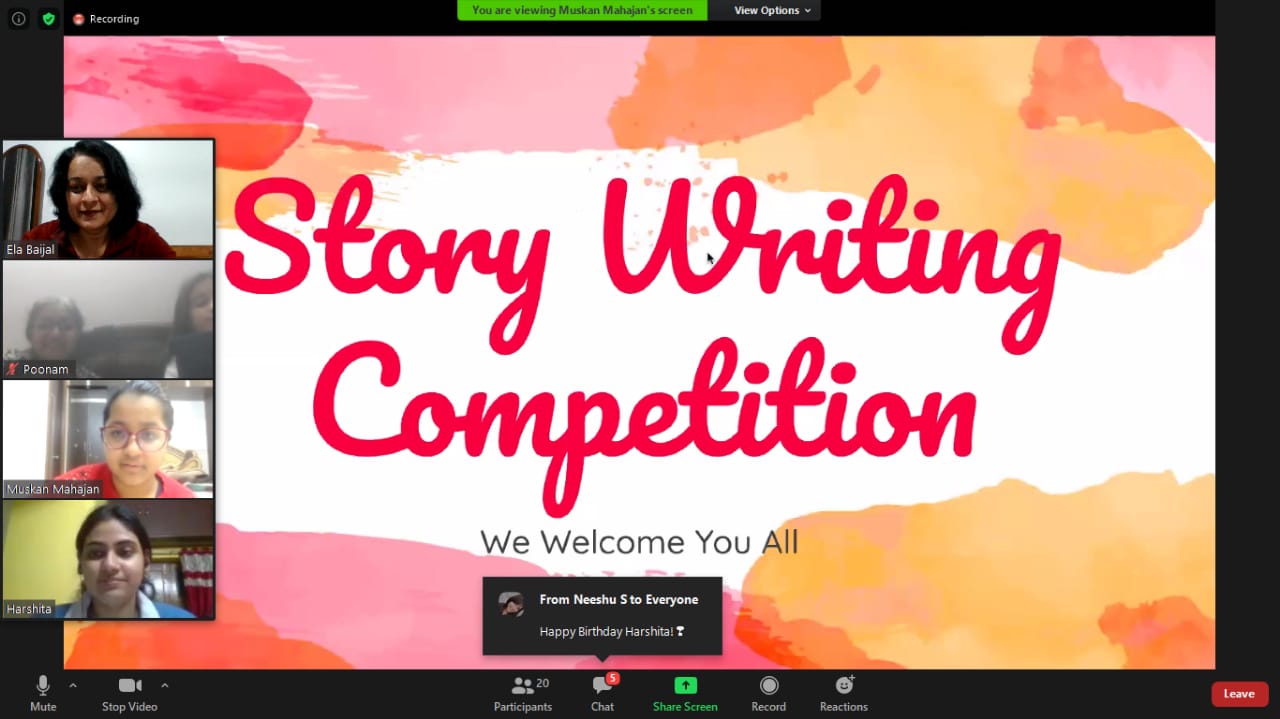 Recording
You are viewing Muskan Mahajan's screen
View Options
Story Writing
Competition
We Welcome You All
Ela Baijal
Poonam
Muskan Mahajan
Harshita
From Neeshu S to Everyone
Happy Birthday Harshita!❣
Mute
Stop Video
20
Participants
5
Chat
Share Screen
Record
Reactions
Leave